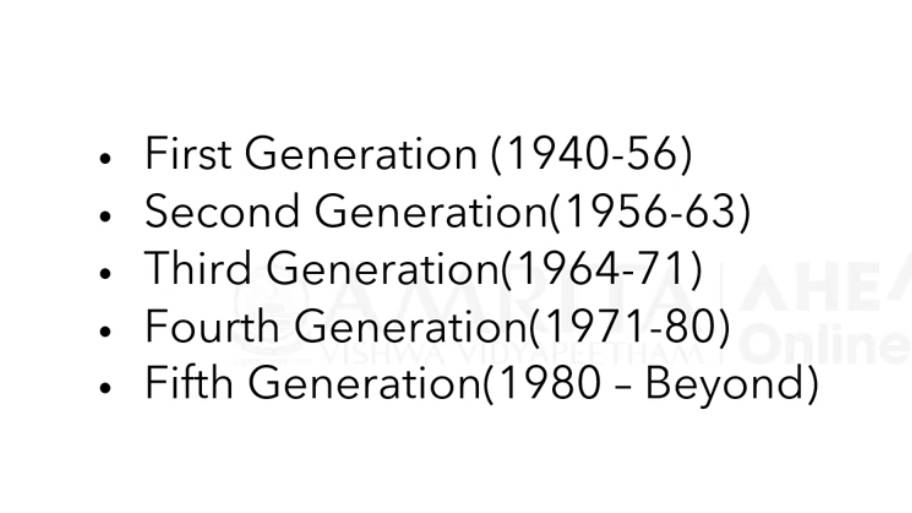 • First Generation (1940-56)
• Second Generation(1956-63)
• Third Generation(1964-71)
• Fourth Generation(1971-80)
• Fifth Generation(1980 – Beyond)
AMRITA
VISHWA VIDYAPEETHAM
AHEA
Online